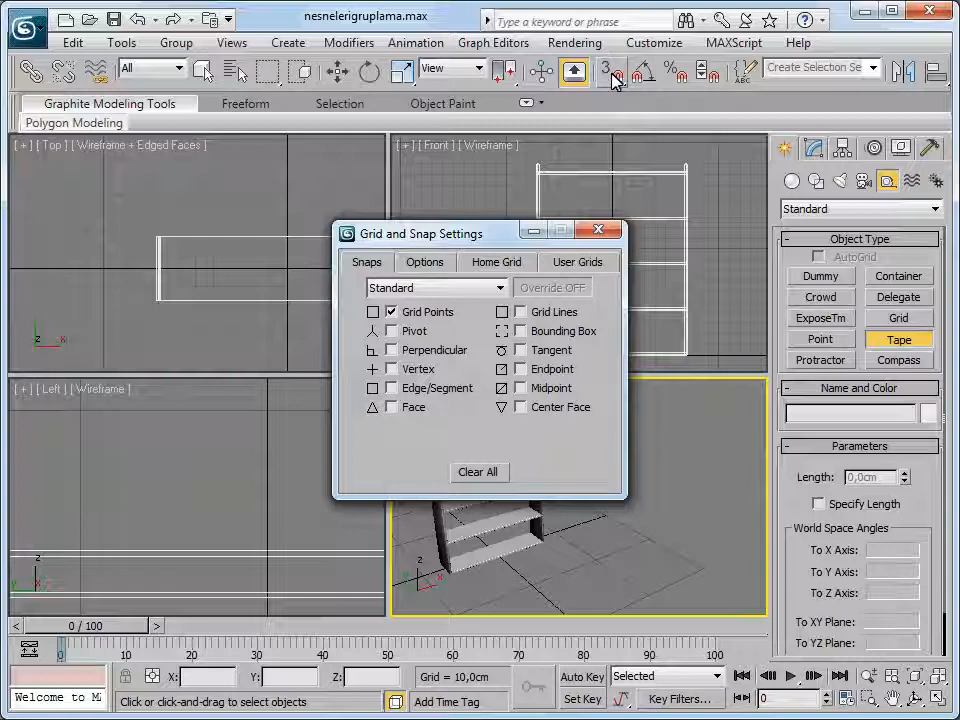 nesnelerigruplama.max
Type a keyword or phrase
Edit Tools Group Views Create Modifiers Animation Graph Editors Rendering Customize MAXScript Help
All View 3 ABC Create Selection Se
Graphite Modeling Tools Freeform Selection Object Paint
Polygon Modeling
[ + ] [ Top ] [ Wireframe + Edged Faces ]
[ + ] [ Front ] [ Wireframe ]
[ + ] [ Left ] [ Wireframe ]
z x
z y x
z y x
Grid and Snap Settings
Snaps Options Home Grid User Grids
Standard Override OFF
Grid Points Grid Lines
Pivot Bounding Box
Perpendicular Tangent
Vertex Endpoint
Edge/Segment Midpoint
Face Center Face
Clear All
Standard
- Object Type
AutoGrid
Dummy Container
Crowd Delegate
ExposeTm Grid
Point Tape
Protractor Compass
- Name and Color
- Parameters
Length: 0,0cm
Specify Length
World Space Angles
To X Axis:
To Y Axis:
To Z Axis:
To XY Plane:
To YZ Plane:
< 0 / 100 >
0 10 20 30 40 50 60 70 80 90 100
X: Y: Z: Grid = 10,0cm Auto Key Selected
Welcome to MA Click or click-and-drag to select objects Add Time Tag Set Key Key Filters... 0